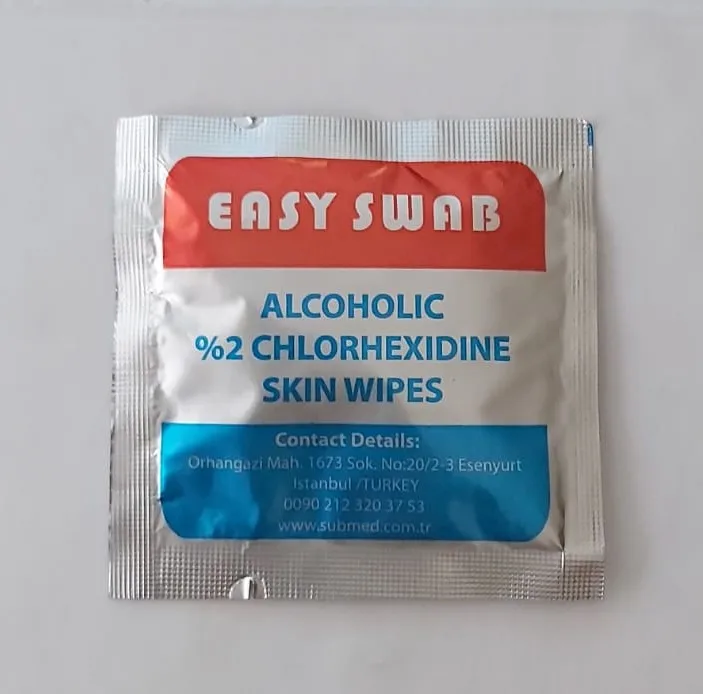 EASY SWAB
ALCOHOLIC
%2 CHLORHEXIDINE
SKIN WIPES
Contact Details:
Orhangazi Mah. 1673 Sok. No:20/2-3 Esenyurt
Istanbul /TURKEY
0090 212 320 37 53
www.submed.com.tr